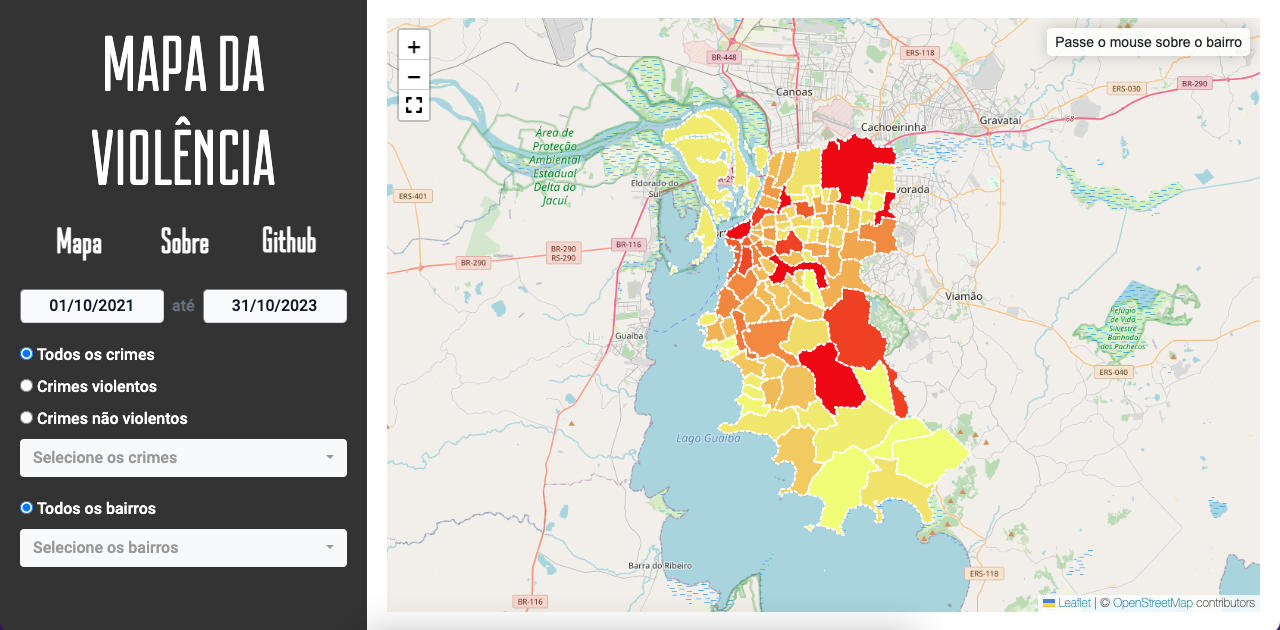 MAPA DA
VIOLÊNCIA
Mapa
Sobre
Github
01/10/2021 até 31/10/2023
Todos os crimes
Crimes violentos
Crimes não violentos
Selecione os crimes
Todos os bairros
Selecione os bairros
+
−
Passe o mouse sobre o bairro
BR-448
ERS-118
BR-290
ERS-030
Canoas
Cachoeirinha
Gravataí
68
Área de
Proteção
Ambiental
Estadual
Delta do
Jacuí
Eldorado do
Sul
ERS-401
BR-290
BR-290
RS-290
BR-116
vorada
Viamão
Guaíba
Refúgio
de Vida
Silvestre
Banhado
dos Pachecos
ERS-040
Lago Guaíba
Barra do Ribeiro
ERS-118
BR-116
Leaflet | © OpenStreetMap contributors